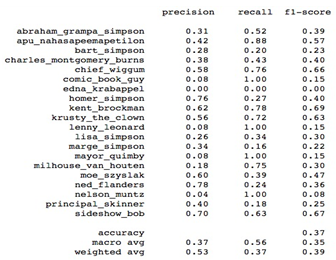 precision recall f1-score
abraham_grampa_simpson 0.31 0.52 0.39
apu_nahasapeemapetilon 0.42 0.88 0.57
bart_simpson 0.28 0.20 0.23
charles_montgomery_burns 0.38 0.43 0.40
chief_wiggum 0.58 0.76 0.66
comic_book_guy 0.08 1.00 0.15
edna_krabappel 0.00 0.00 0.00
homer_simpson 0.76 0.27 0.40
kent_brockman 0.62 0.78 0.69
krusty_the_clown 0.56 0.72 0.63
lenny_leonard 0.08 1.00 0.15
lisa_simpson 0.26 0.34 0.30
marge_simpson 0.34 0.16 0.22
mayor_quimby 0.08 1.00 0.15
milhouse_van_houten 0.18 0.75 0.30
moe_szyslak 0.60 0.39 0.47
ned_flanders 0.78 0.24 0.36
nelson_muntz 0.04 1.00 0.08
principal_skinner 0.40 0.18 0.25
sideshow_bob 0.70 0.63 0.67
accuracy 0.37
macro avg 0.37 0.56 0.35
weighted avg 0.53 0.37 0.39